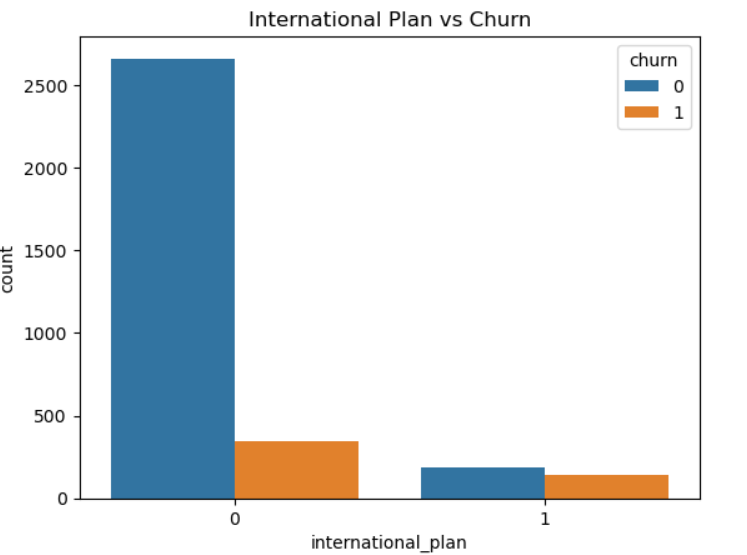 International Plan vs Churn
churn
0
1
2500
2000
1500
1000
500
0
count
0 1
international_plan